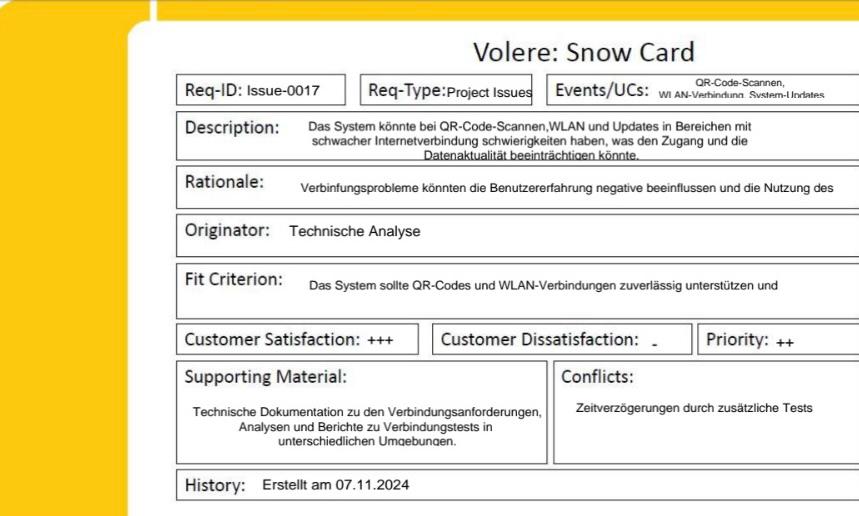 Volere: Snow Card
Req-ID: Issue-0017 Req-Type: Project Issues Events/UCs: QR-Code-Scannen,
WLAN-Verbindung, System-Updates
Description: Das System könnte bei QR-Code-Scannen,WLAN und Updates in Bereichen mit
schwacher Internetverbindung schwierigkeiten haben, was den Zugang und die
Datenaktualität beeinträchtigen könnte.
Rationale: Verbinfungsprobleme könnten die Benutzererfahrung negative beeinflussen und die Nutzung des
Originator: Technische Analyse
Fit Criterion: Das System sollte QR-Codes und WLAN-Verbindungen zuverlässig unterstützen und
Customer Satisfaction: +++ Customer Dissatisfaction: - Priority: ++
Supporting Material:
Technische Dokumentation zu den Verbindungsanforderungen,
Analysen und Berichte zu Verbindungstests in
unterschiedlichen Umgebungen.
Conflicts:
Zeitverzögerungen durch zusätzliche Tests
History: Erstellt am 07.11.2024